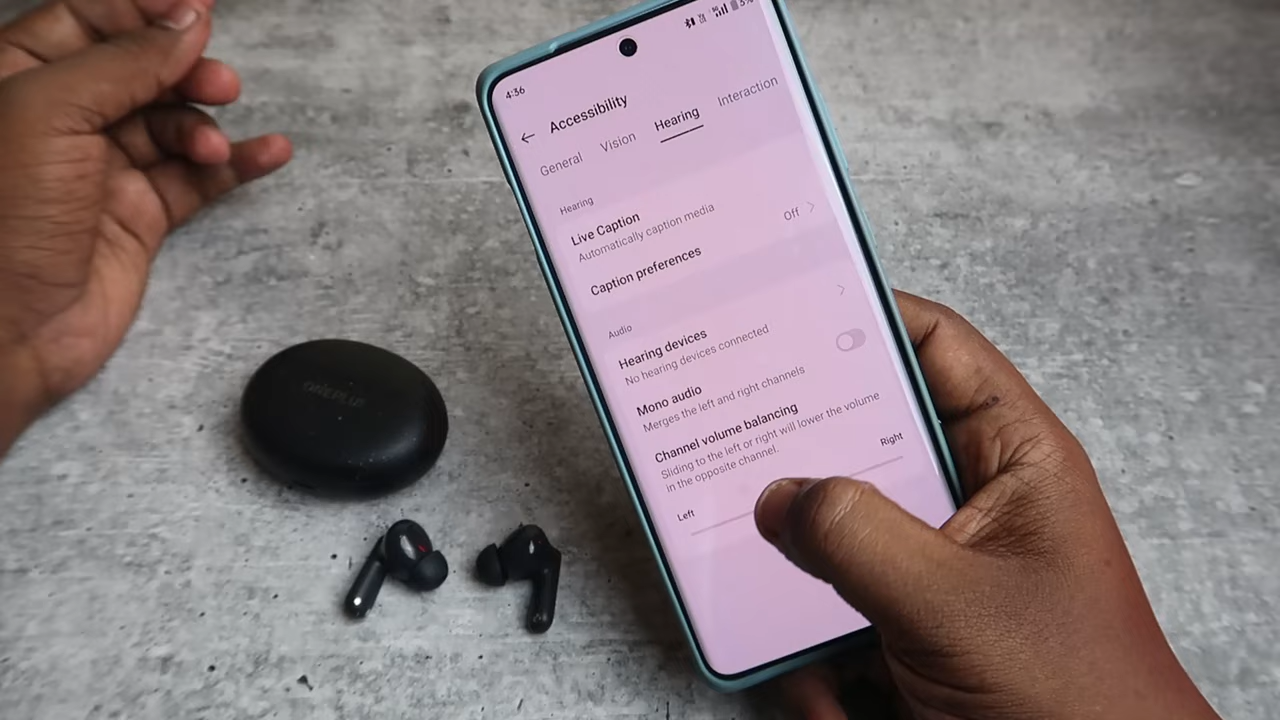 4:36
Accessibility
General Vision Hearing Interaction
Hearing
Live Caption
Automatically caption media
Off
Caption preferences
Audio
Hearing devices
No hearing devices connected
Mono audio
Merges the left and right channels
Channel volume balancing
Sliding to the left or right will lower the volume
in the opposite channel.
Left Right
ONEPLUS